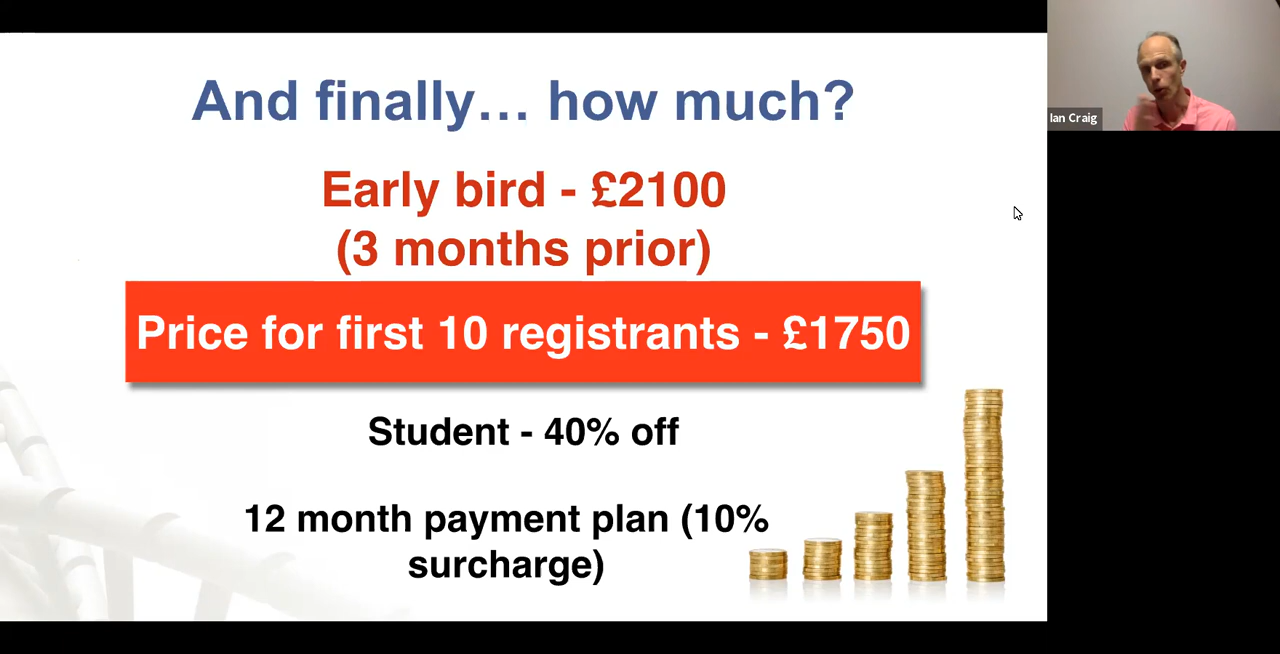 And finally… how much?
Early bird - £2100
(3 months prior)
Price for first 10 registrants - £1750
Student - 40% off
12 month payment plan (10%
surcharge)
Ian Craig